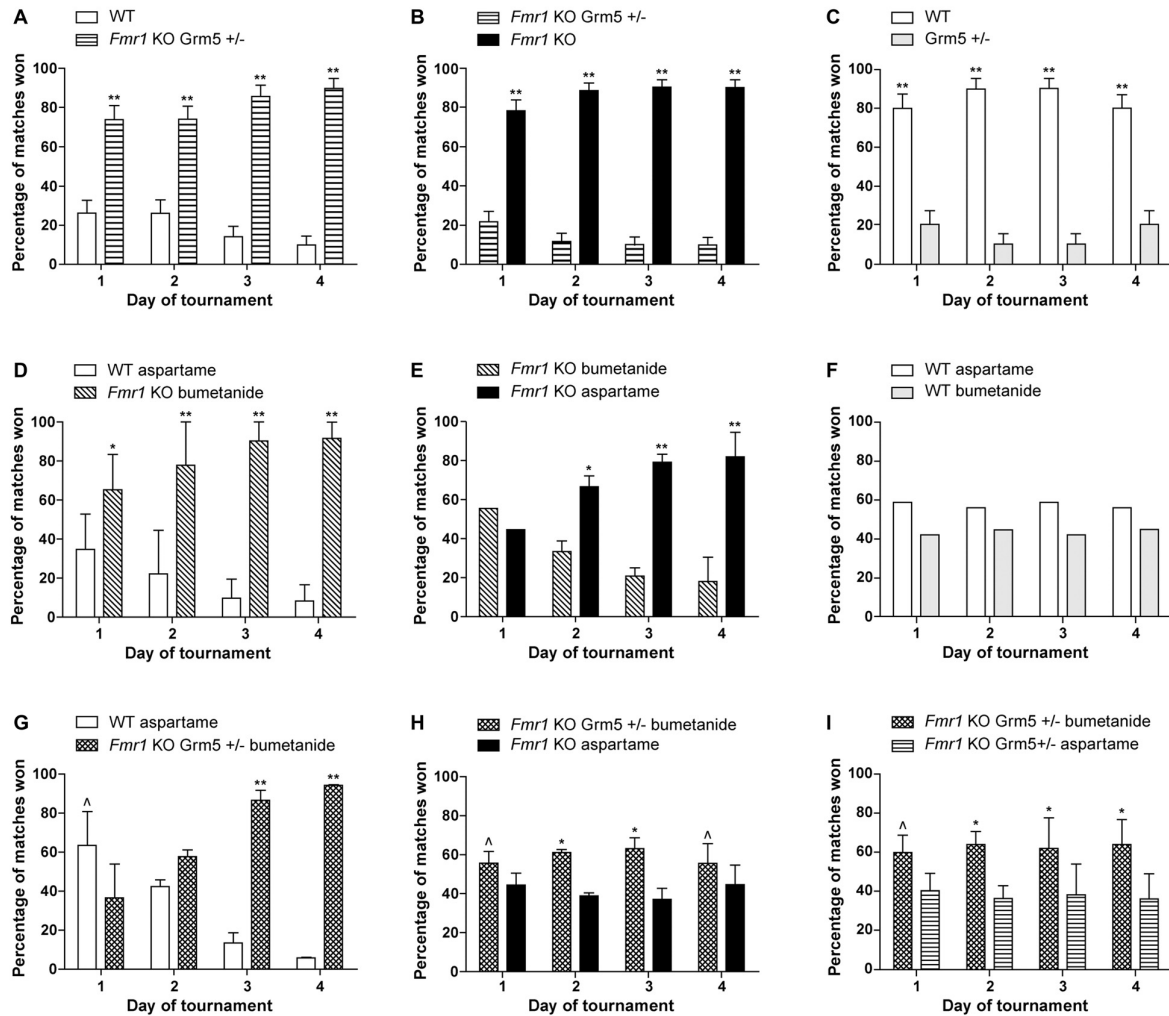 A
WT
Fmr1 KO Grm5 +/-
Percentage of matches won
100
80
60
40
20
0
**
**
**
**
1 2 3 4
Day of tournament
B
Fmr1 KO Grm5 +/-
Fmr1 KO
Percentage of matches won
100
80
60
40
20
0
**
**
**
**
1 2 3 4
Day of tournament
C
WT
Grm5 +/-
Percentage of matches won
100
80
60
40
20
0
**
**
**
**
1 2 3 4
Day of tournament
D
WT aspartame
Fmr1 KO bumetanide
Percentage of matches won
100
80
60
40
20
0
*
**
**
**
1 2 3 4
Day of tournament
E
Fmr1 KO bumetanide
Fmr1 KO aspartame
Percentage of matches won
100
80
60
40
20
0
*
**
**
1 2 3 4
Day of tournament
F
WT aspartame
WT bumetanide
Percentage of matches won
100
80
60
40
20
0
1 2 3 4
Day of tournament
G
WT aspartame
Fmr1 KO Grm5 +/- bumetanide
Percentage of matches won
100
80
60
40
20
0
^
**
**
1 2 3 4
Day of tournament
H
Fmr1 KO Grm5 +/- bumetanide
Fmr1 KO aspartame
Percentage of matches won
100
80
60
40
20
0
^
*
*
^
1 2 3 4
Day of tournament
I
Fmr1 KO Grm5 +/- bumetanide
Fmr1 KO Grm5+/- aspartame
Percentage of matches won
100
80
60
40
20
0
^
*
*
*
1 2 3 4
Day of tournament